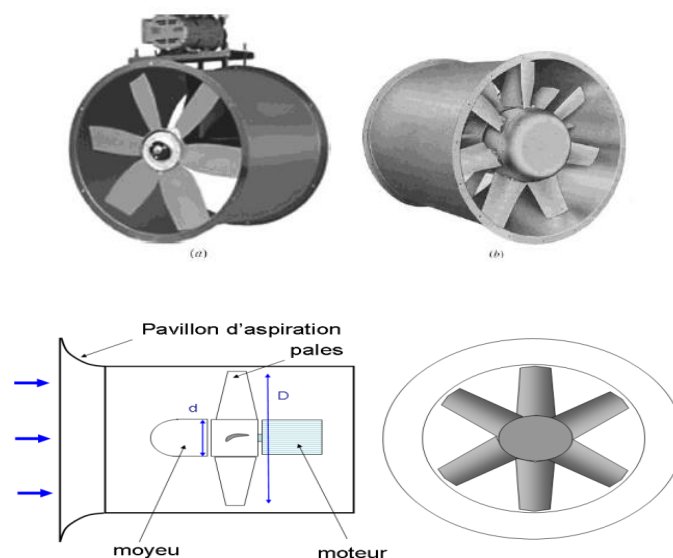 (a)
(b)
Pavillon d'aspiration
pales
d
D
moyeu
moteur